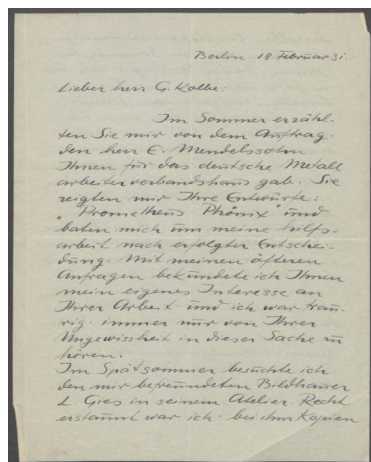 Berlin 18 Februar 31.
Lieber herr G. Kolbe:
Im Sommer erzähl-
ten Sie mir von dem Auftrag
den herr E. Mendelssohn
Ihnen für das deutsche Metall
arbeiterverbandshaus gab. Sie
zeigten mir Ihre Entwürfe:
"Prometheus Phönix" und
baten mich um meine hilfs-
arbeit nach erfolgter Entschei-
dung. Mit meinen öfteren
Anfragen bekundete ich Ihnen
mein eigenes Interesse an
Ihrer Arbeit und ich war trau-
rig immer nur von Ihrer
Ungewissheit in dieser Sache zu
hören.
Im Spätsommer besuchte ich
den mir befreundeten Bildhauer
L. Gies in seinem Atelier. Recht
erstaunt war ich bei ihm Kopien